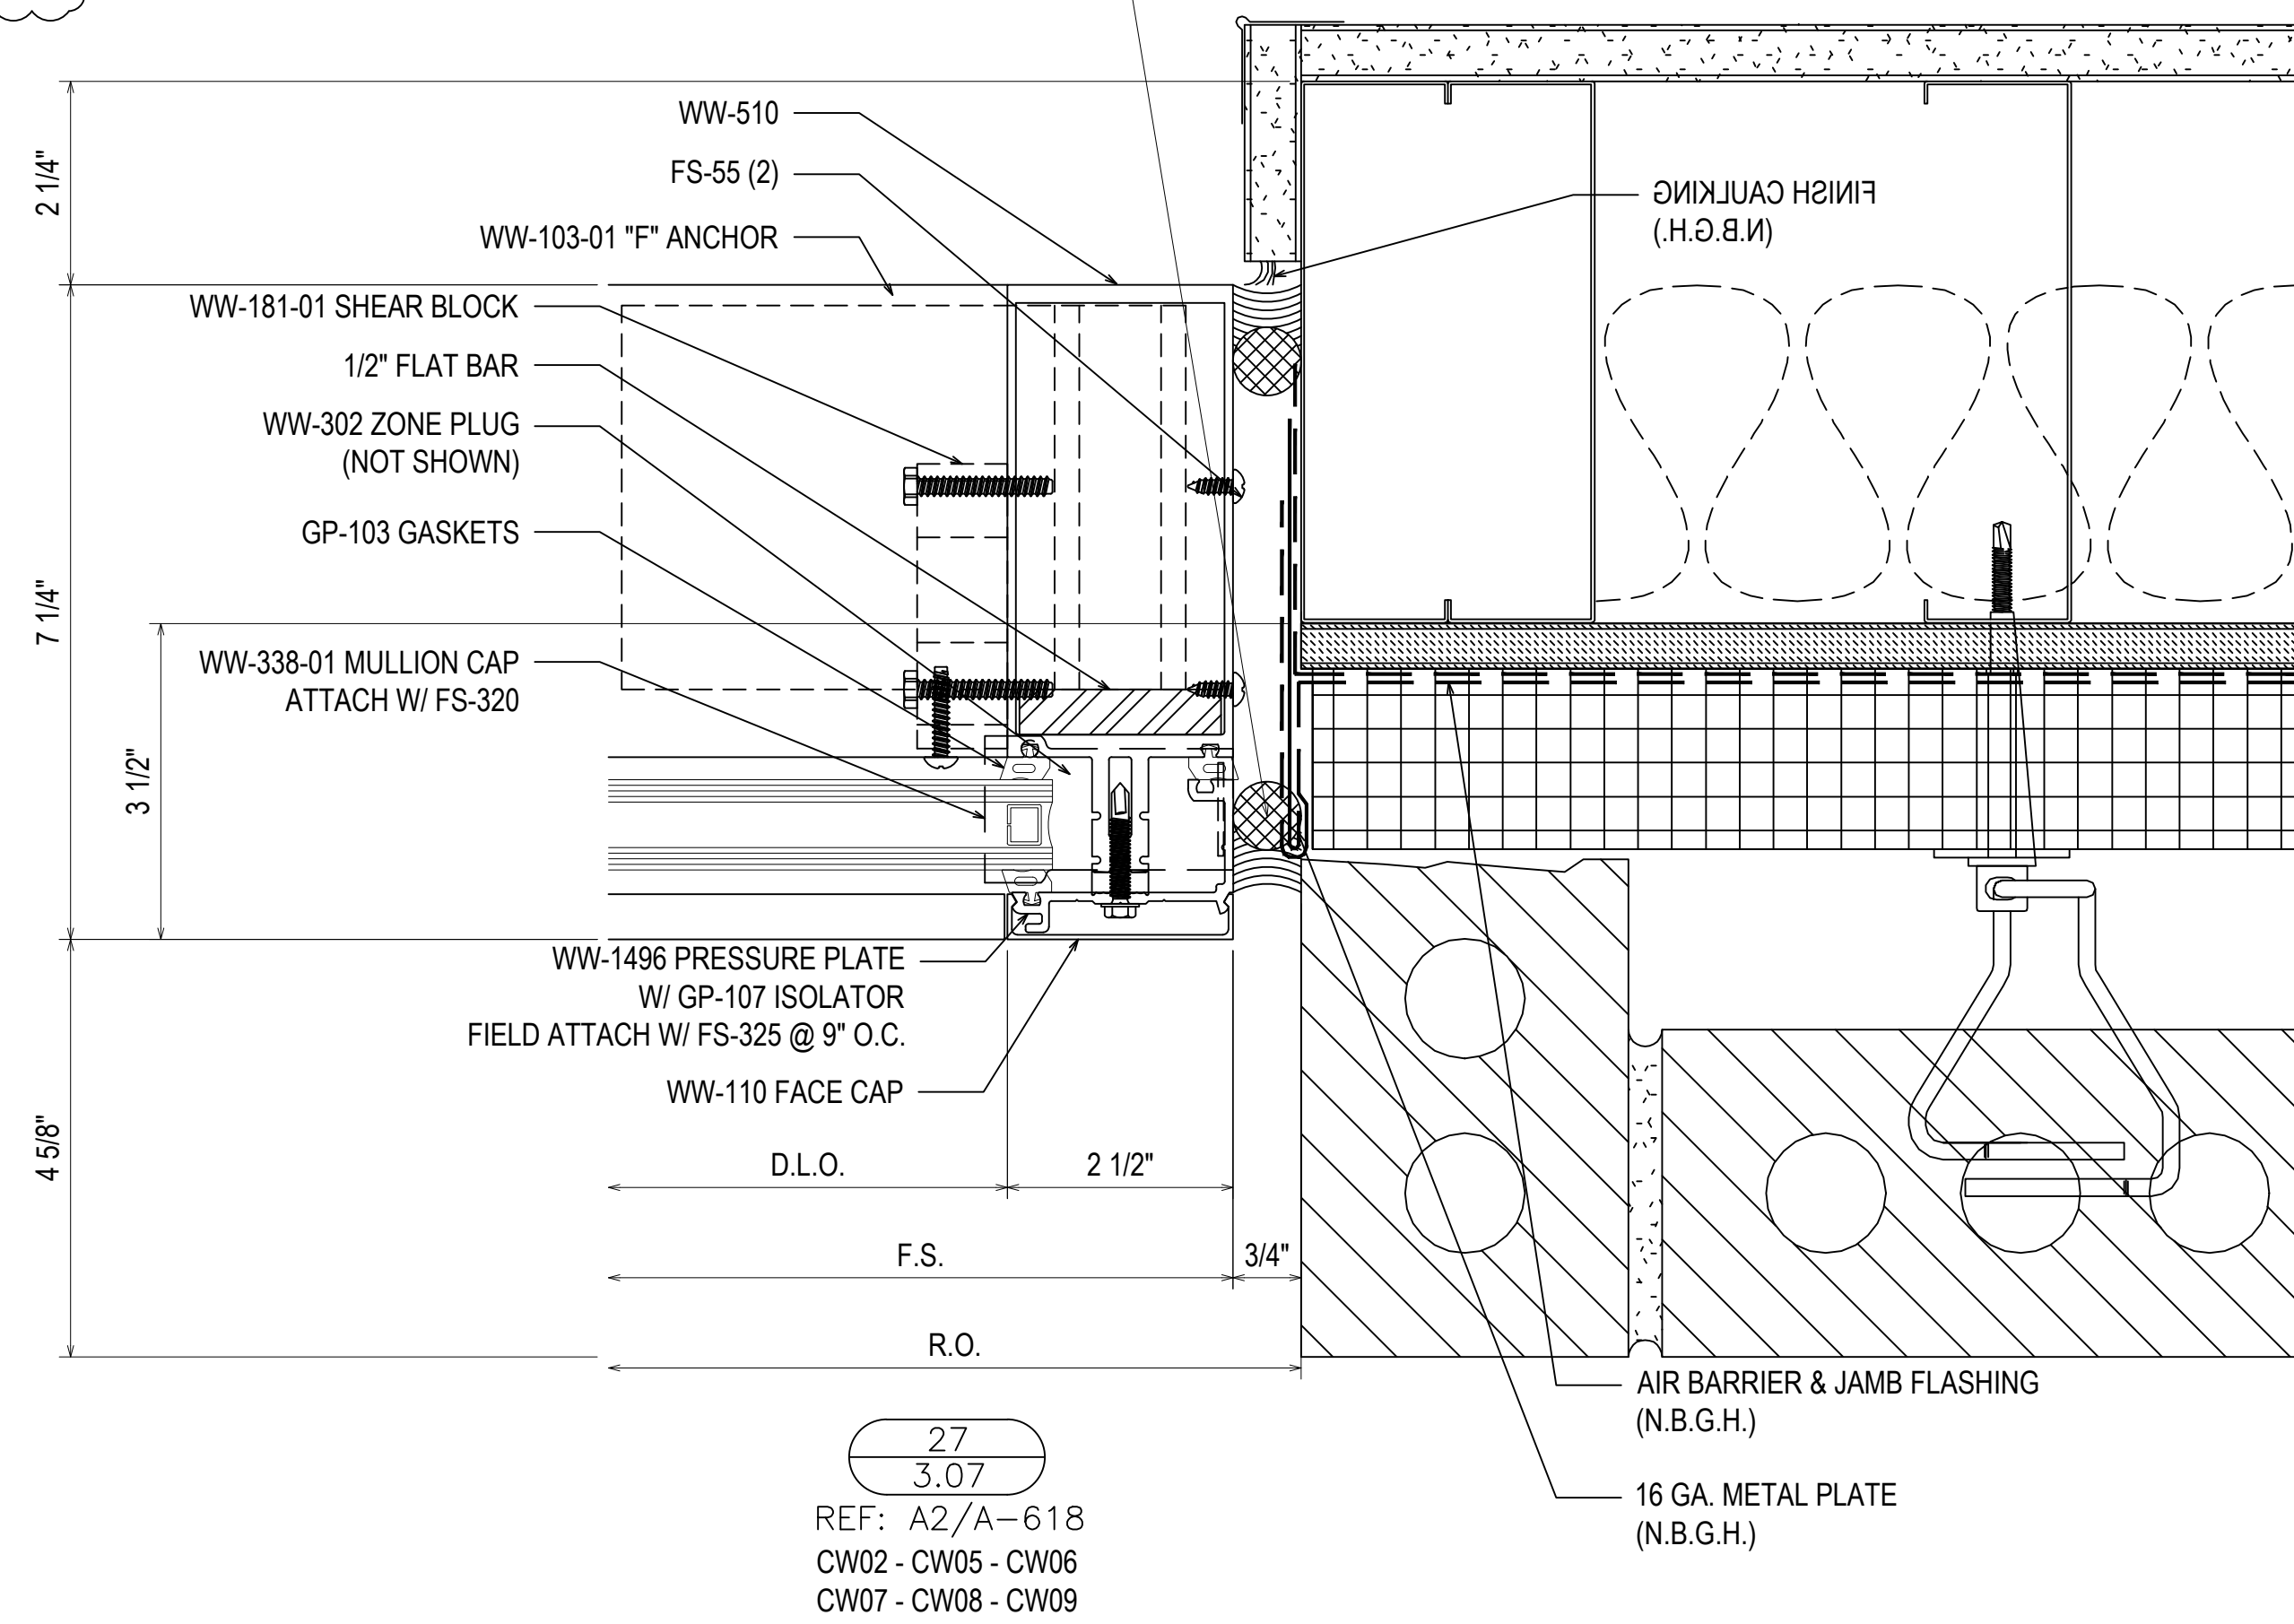 WW-510
FS-55 (2)
WW-103-01 "F" ANCHOR
WW-181-01 SHEAR BLOCK
1/2" FLAT BAR
WW-302 ZONE PLUG
(NOT SHOWN)
GP-103 GASKETS
WW-338-01 MULLION CAP
ATTACH W/ FS-320
WW-1496 PRESSURE PLATE
W/ GP-107 ISOLATOR
FIELD ATTACH W/ FS-325 @ 9" O.C.
WW-110 FACE CAP
FINISH CAULKING
(N.B.G.H.)
2 1/4"
7 1/4"
3 1/2"
4 5/8"
D.L.O.
2 1/2"
F.S.
3/4"
R.O.
AIR BARRIER & JAMB FLASHING
(N.B.G.H.)
16 GA. METAL PLATE
(N.B.G.H.)
27
3.07
REF: A2/A-618
CW02 - CW05 - CW06
CW07 - CW08 - CW09